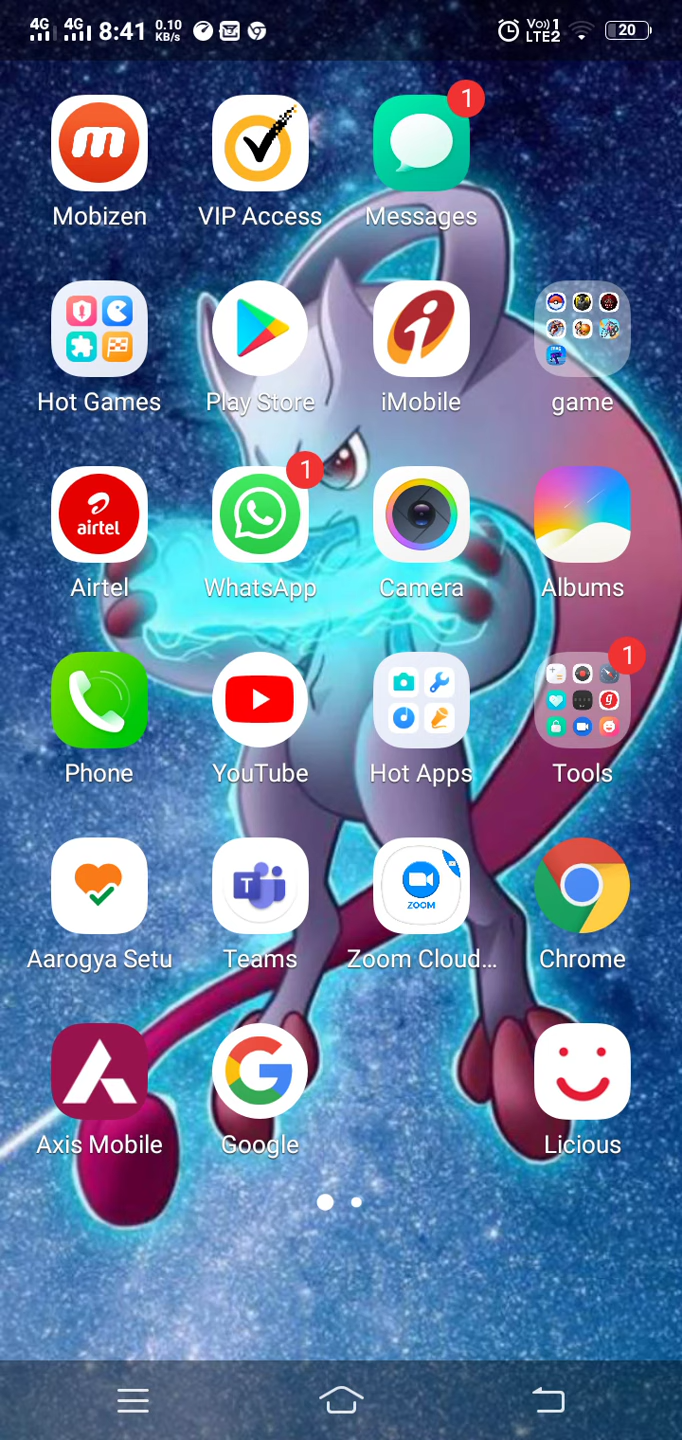 4G 4G 8:41 0.10 KB/s Vo)) 1 LTE2 20
m 1
Mobizen VIP Access Messages
Hot Games Play Store iMobile game
airtel 1
Airtel WhatsApp Camera Albums
1
Phone YouTube Hot Apps Tools
T ZOOM
Aarogya Setu Teams Zoom Cloud... Chrome
G
Axis Mobile Google Licious